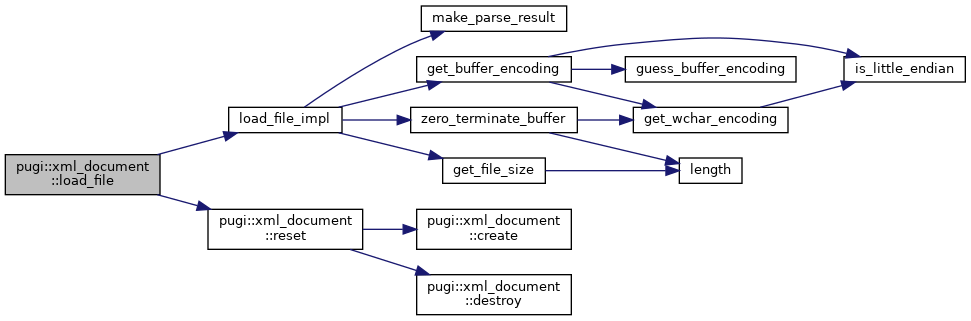 make_parse_result
get_buffer_encoding
guess_buffer_encoding
is_little_endian
load_file_impl
zero_terminate_buffer
get_wchar_encoding
pugi::xml_document
::load_file
get_file_size
length
pugi::xml_document
::reset
pugi::xml_document
::create
pugi::xml_document
::destroy